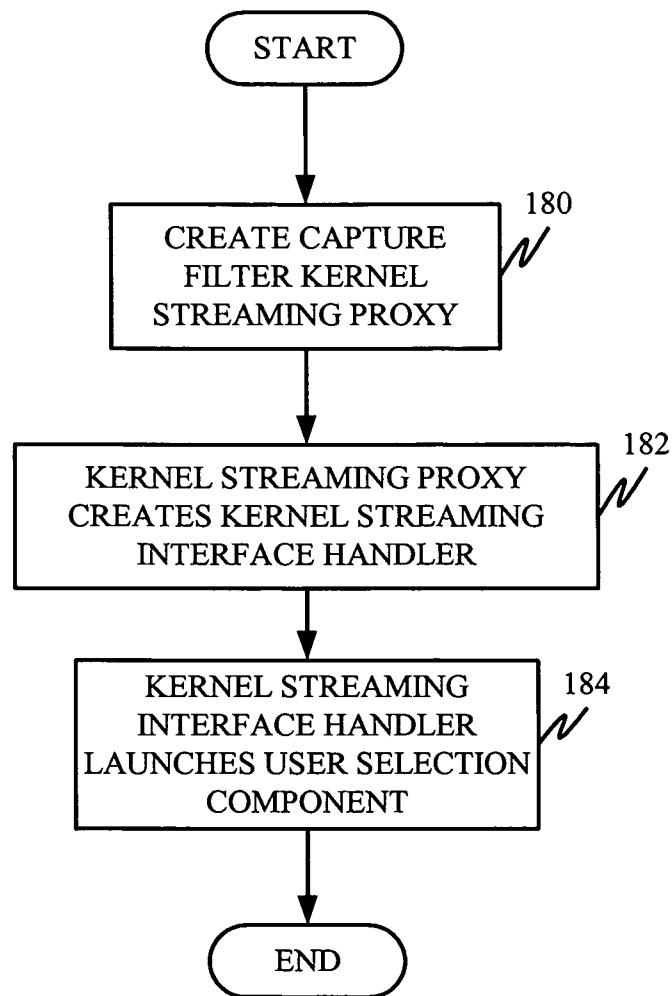 START
180
CREATE CAPTURE
FILTER KERNEL
STREAMING PROXY
182
KERNEL STREAMING PROXY
CREATES KERNEL STREAMING
INTERFACE HANDLER
184
KERNEL STREAMING
INTERFACE HANDLER
LAUNCHES USER SELECTION
COMPONENT
END